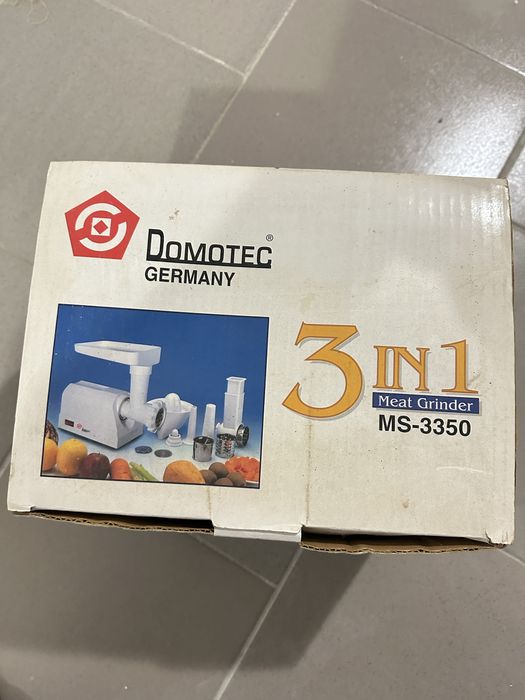 DOMOTEC®
GERMANY
3 IN 1
Meat Grinder
MS-3350